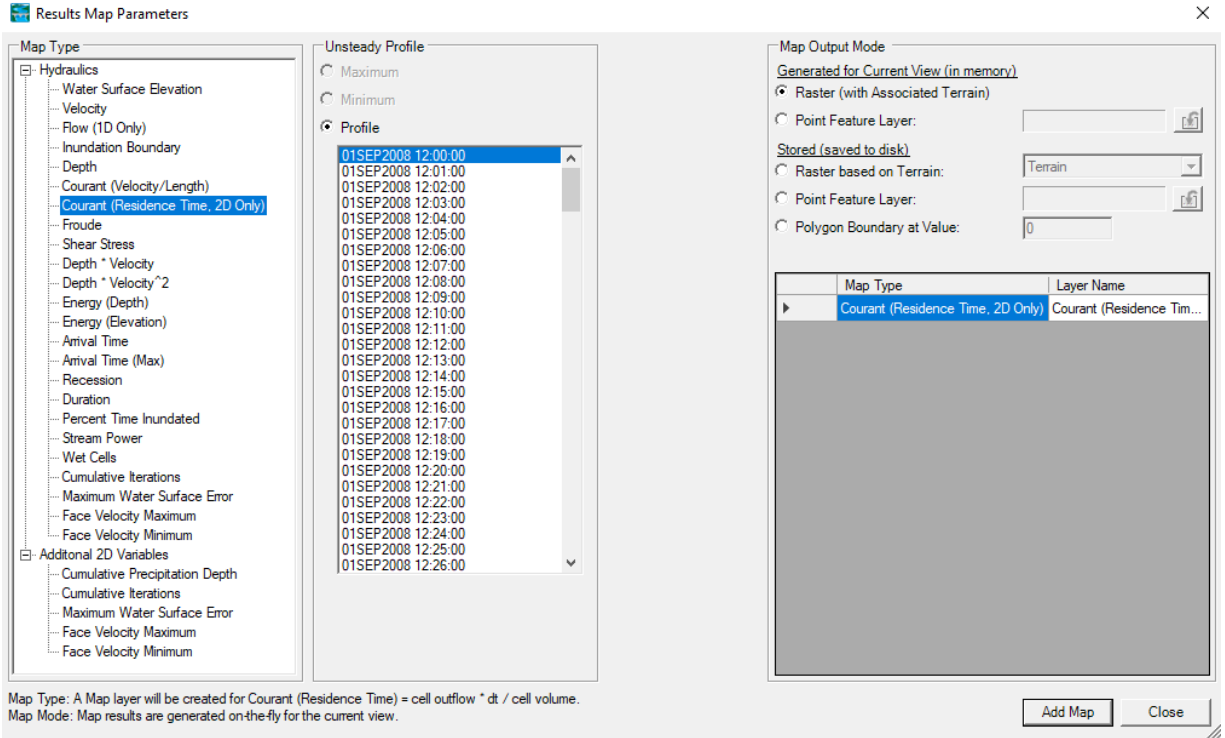 Results Map Parameters
Map Type
Hydraulics
Water Surface Elevation
Velocity
Flow (1D Only)
Inundation Boundary
Depth
Courant (Velocity/Length)
Courant (Residence Time, 2D Only)
Froude
Shear Stress
Depth * Velocity
Depth * Velocity^2
Energy (Depth)
Energy (Elevation)
Arrival Time
Arrival Time (Max)
Recession
Duration
Percent Time Inundated
Stream Power
Wet Cells
Cumulative Iterations
Maximum Water Surface Error
Face Velocity Maximum
Face Velocity Minimum
Additonal 2D Variables
Cumulative Precipitation Depth
Cumulative Iterations
Maximum Water Surface Error
Face Velocity Maximum
Face Velocity Minimum
Unsteady Profile
Maximum
Minimum
Profile
01SEP2008 12:00:00
01SEP2008 12:01:00
01SEP2008 12:02:00
01SEP2008 12:03:00
01SEP2008 12:04:00
01SEP2008 12:05:00
01SEP2008 12:06:00
01SEP2008 12:07:00
01SEP2008 12:08:00
01SEP2008 12:09:00
01SEP2008 12:10:00
01SEP2008 12:11:00
01SEP2008 12:12:00
01SEP2008 12:13:00
01SEP2008 12:14:00
01SEP2008 12:15:00
01SEP2008 12:16:00
01SEP2008 12:17:00
01SEP2008 12:18:00
01SEP2008 12:19:00
01SEP2008 12:20:00
01SEP2008 12:21:00
01SEP2008 12:22:00
01SEP2008 12:23:00
01SEP2008 12:24:00
01SEP2008 12:25:00
01SEP2008 12:26:00
Map Output Mode
Generated for Current View (in memory)
Raster (with Associated Terrain)
Point Feature Layer:
Stored (saved to disk)
Raster based on Terrain: Terrain
Point Feature Layer:
Polygon Boundary at Value: 0
Map Type Layer Name
Courant (Residence Time, 2D Only) Courant (Residence Tim...
Map Type: A Map layer will be created for Courant (Residence Time) = cell outflow * dt / cell volume.
Map Mode: Map results are generated on-the-fly for the current view.
Add Map Close